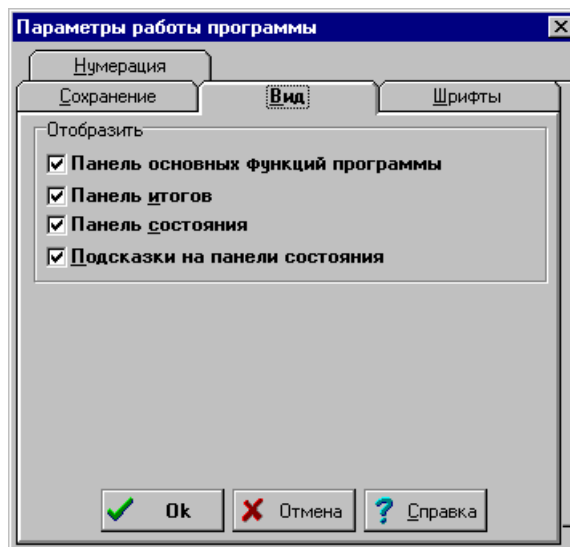 Параметры работы программы
Нумерация
Сохранение Вид Шрифты
Отобразить
Панель основных функций программы
Панель итогов
Панель состояния
Подсказки на панели состояния
Ok Отмена ? Справка